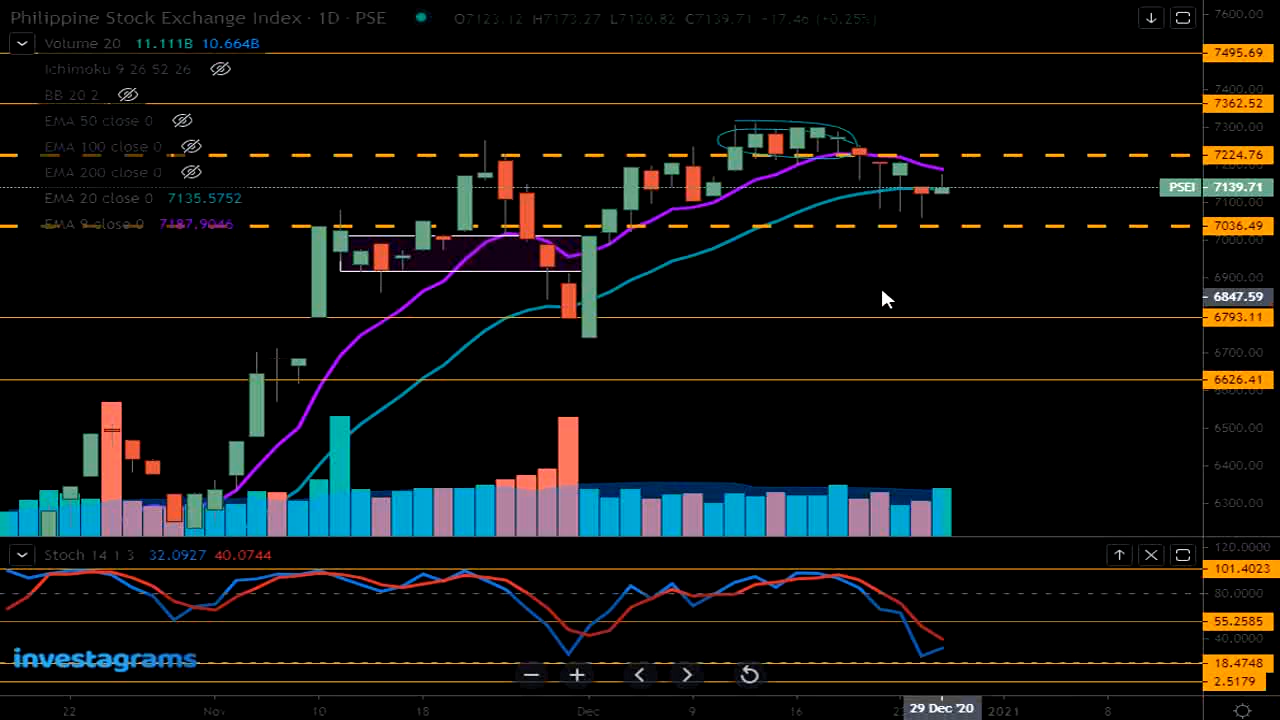 Philippine Stock Exchange Index · 1D · PSE O7123.12 H7173.27 L7120.82 C7139.71 −17.46 (+0.25%)
Volume 20 11.111B 10.664B
Ichimoku 9 26 52 26
BB 20 2
EMA 50 close 0
EMA 100 close 0
EMA 200 close 0
EMA 20 close 0 7135.5752
EMA 9 close 0 7187.9046
7600.00
7495.69
7400.00
7362.52
7300.00
7224.76
PSEI 7139.71
7100.00
7036.49
7000.00
6900.00
6847.59
6793.11
6700.00
6626.41
6500.00
6400.00
6300.00
Stoch 14 1 3 32.0927 40.0744
120.0000
101.4023
80.0000
55.2585
40.0000
18.4748
2.5179
investagrams
22 Nov 10 18 Dec 9 16 29 Dec '20 2021 8